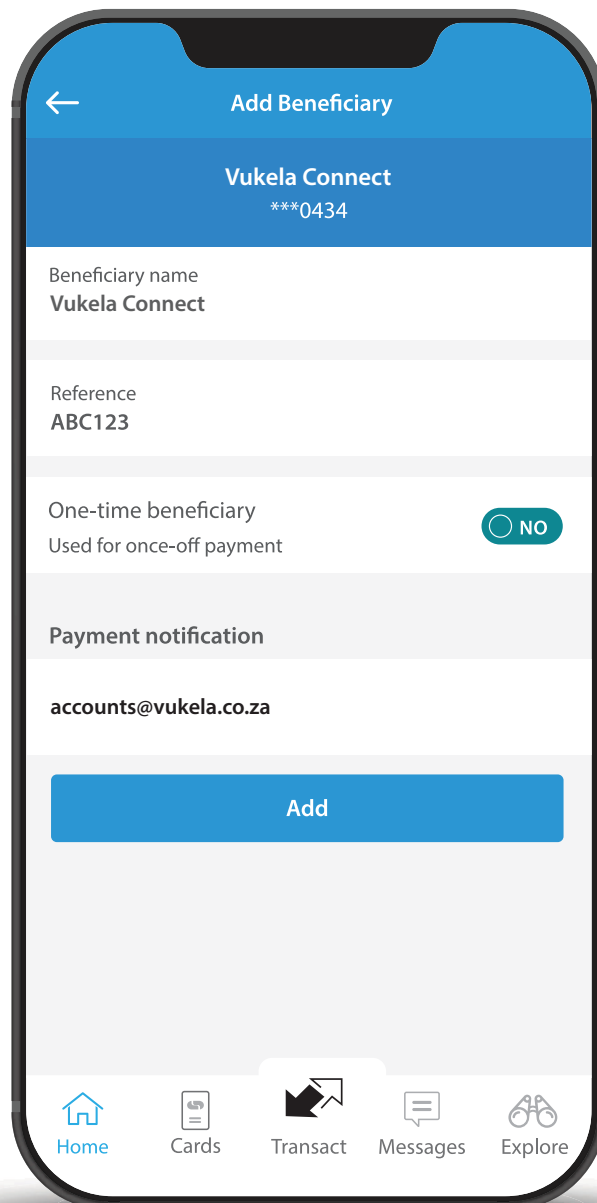 Add Beneficiary
Vukela Connect
***0434
Beneficiary name
Vukela Connect
Reference
ABC123
One-time beneficiary
NO
Used for once-off payment
Payment notification
accounts@vukela.co.za
Add
Home Cards Transact Messages Explore